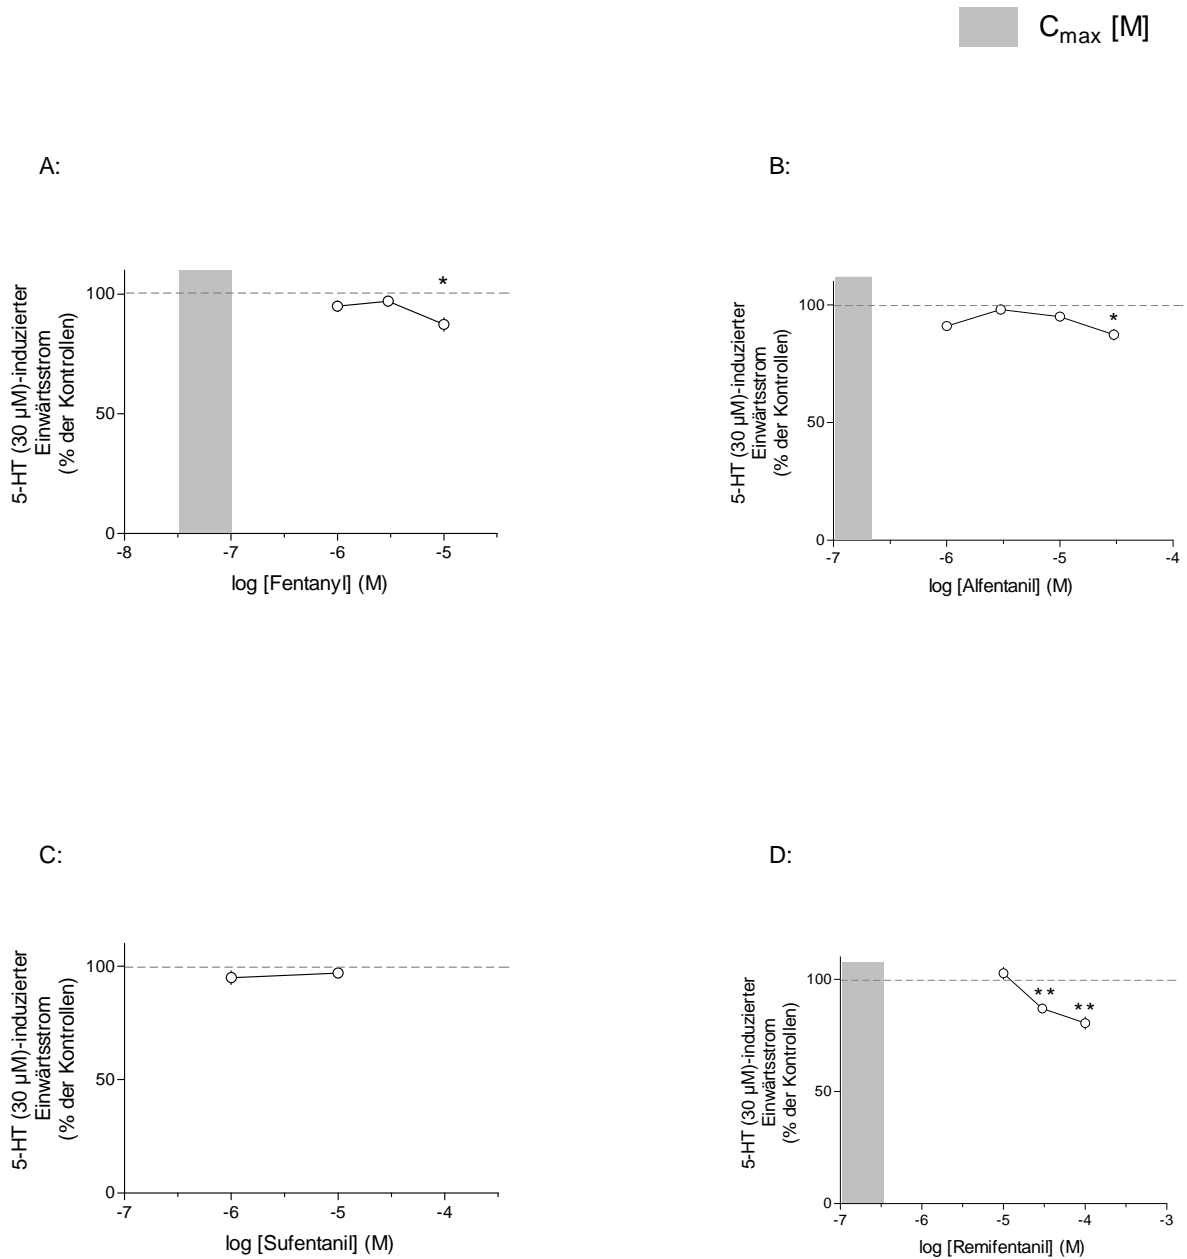 Cmax [M]
A:
5-HT (30 µM)-induzierter
Einwärtsstrom
(% der Kontrollen)
100
50
0
*
-8 -7 -6 -5
log [Fentanyl] (M)
B:
5-HT (30 µM)-induzierter
Einwärtsstrom
(% der Kontrollen)
100
50
0
*
-7 -6 -5 -4
log [Alfentanil] (M)
C:
5-HT (30 µM)-induzierter
Einwärtsstrom
(% der Kontrollen)
100
50
0
-7 -6 -5 -4
log [Sufentanil] (M)
D:
5-HT (30 µM)-induzierter
Einwärtsstrom
(% der Kontrollen)
100
50
0
** **
-7 -6 -5 -4 -3
log [Remifentanil] (M)